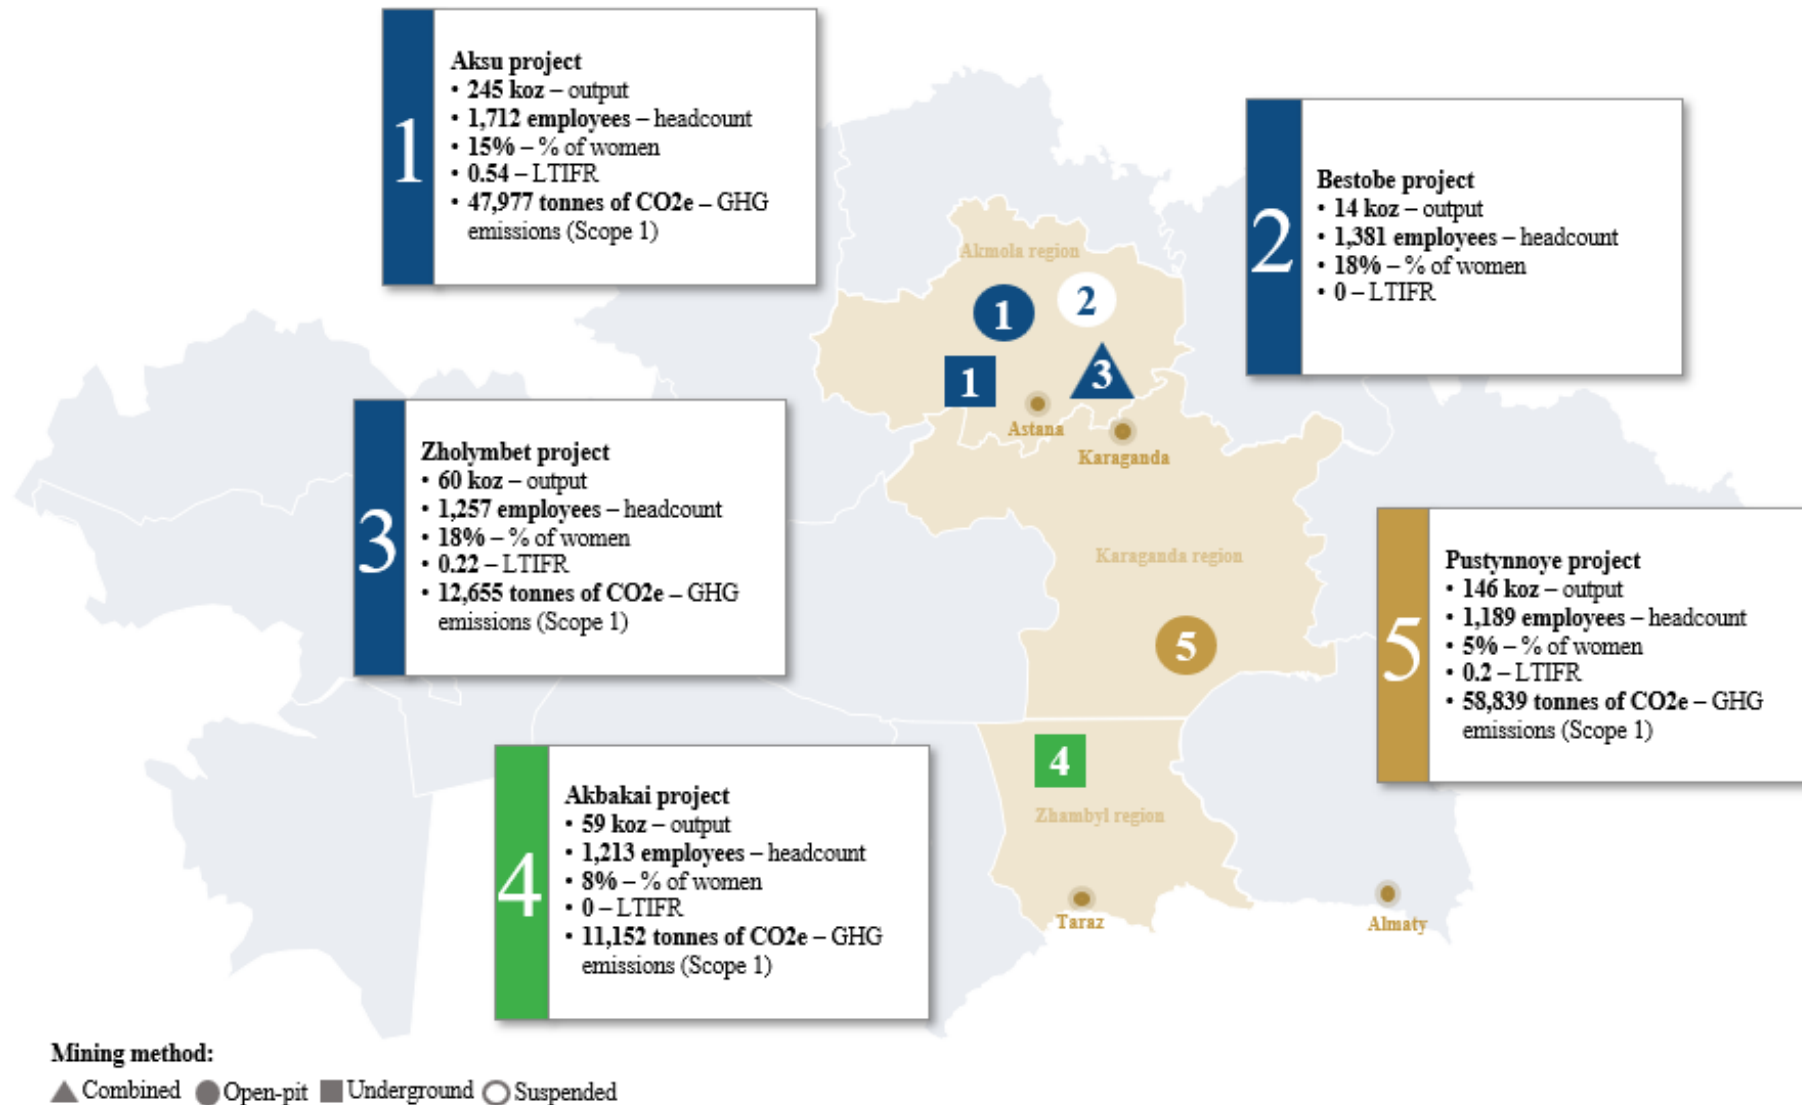 1
Aksu project
• 245 koz – output
• 1,712 employees – headcount
• 15% – % of women
• 0.54 – LTIFR
• 47,977 tonnes of CO2e – GHG
emissions (Scope 1)
2
Bestobe project
• 14 koz – output
• 1,381 employees – headcount
• 18% – % of women
• 0 – LTIFR
Akmola region
1
2
1
3
Astana
Karaganda
3
Zholymbet project
• 60 koz – output
• 1,257 employees – headcount
• 18% – % of women
• 0.22 – LTIFR
• 12,655 tonnes of CO2e – GHG
emissions (Scope 1)
Karaganda region
5
5
Pustynnoye project
• 146 koz – output
• 1,189 employees – headcount
• 5% – % of women
• 0.2 – LTIFR
• 58,839 tonnes of CO2e – GHG
emissions (Scope 1)
4
Akbakai project
• 59 koz – output
• 1,213 employees – headcount
• 8% – % of women
• 0 – LTIFR
• 11,152 tonnes of CO2e – GHG
emissions (Scope 1)
4
Zhambyl region
Taraz
Almaty
Mining method:
Combined Open-pit Underground Suspended